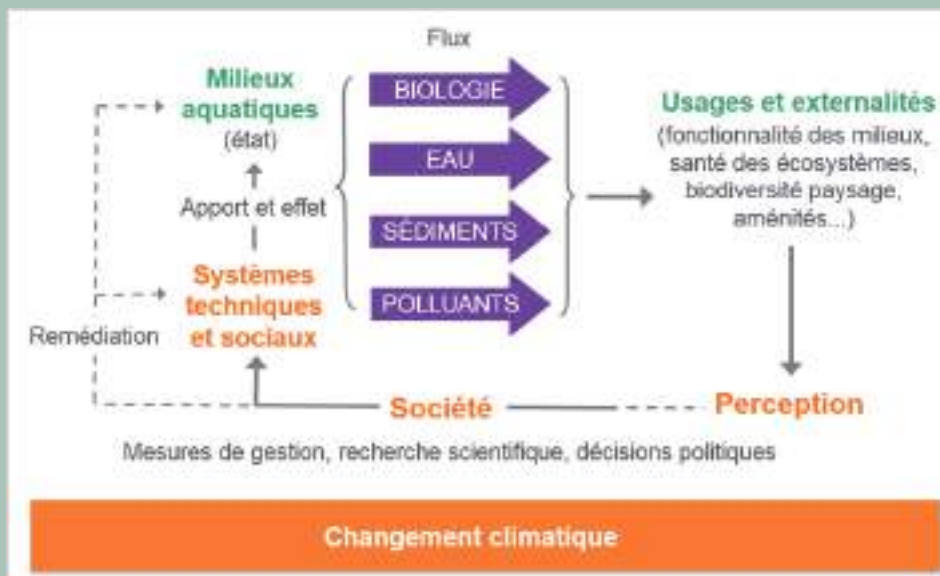 Flux
Milieux
aquatiques
(état)
Apport et effet
Systèmes
techniques
et sociaux
Remédiation
BIOLOGIE
EAU
SÉDIMENTS
POLLUANTS
Usages et externalités
(fonctionnalité des milieux,
santé des écosystèmes,
biodiversité paysage,
aménités...)
Société
Perception
Mesures de gestion, recherche scientifique, décisions politiques
Changement climatique